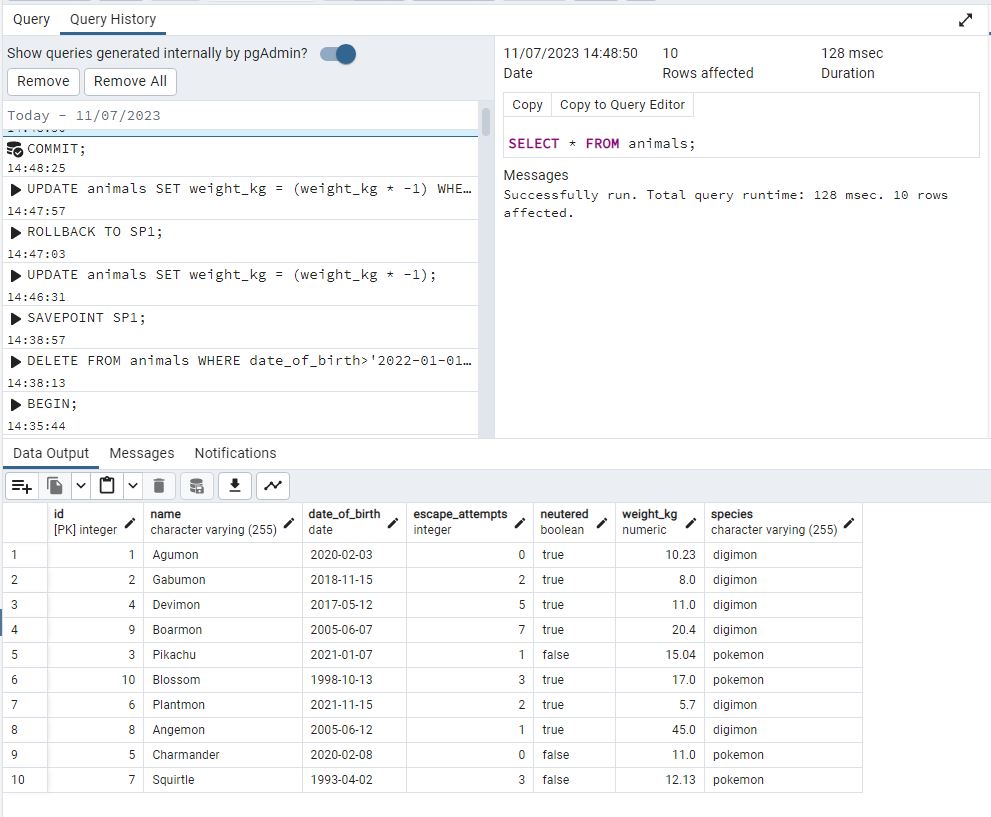 Query Query History
Show queries generated internally by pgAdmin?
Remove Remove All
Today - 11/07/2023
COMMIT;
14:48:25
UPDATE animals SET weight_kg = (weight_kg * -1) WHE…
14:47:57
ROLLBACK TO SP1;
14:47:03
UPDATE animals SET weight_kg = (weight_kg * -1);
14:46:31
SAVEPOINT SP1;
14:38:57
DELETE FROM animals WHERE date_of_birth>'2022-01-01…
14:38:13
BEGIN;
14:35:44
11/07/2023 14:48:50 10 128 msec
Date Rows affected Duration
Copy Copy to Query Editor
SELECT * FROM animals;
Messages
Successfully run. Total query runtime: 128 msec. 10 rows
affected.
Data Output Messages Notifications
id name date_of_birth escape_attempts neutered weight_kg species
[PK] integer character varying (255) date integer boolean numeric character varying (255)
1 1 Agumon 2020-02-03 0 true 10.23 digimon
2 2 Gabumon 2018-11-15 2 true 8.0 digimon
3 4 Devimon 2017-05-12 5 true 11.0 digimon
4 9 Boarmon 2005-06-07 7 true 20.4 digimon
5 3 Pikachu 2021-01-07 1 false 15.04 pokemon
6 10 Blossom 1998-10-13 3 true 17.0 pokemon
7 6 Plantmon 2021-11-15 2 true 5.7 digimon
8 8 Angemon 2005-06-12 1 true 45.0 digimon
9 5 Charmander 2020-02-08 0 false 11.0 pokemon
10 7 Squirtle 1993-04-02 3 false 12.13 pokemon